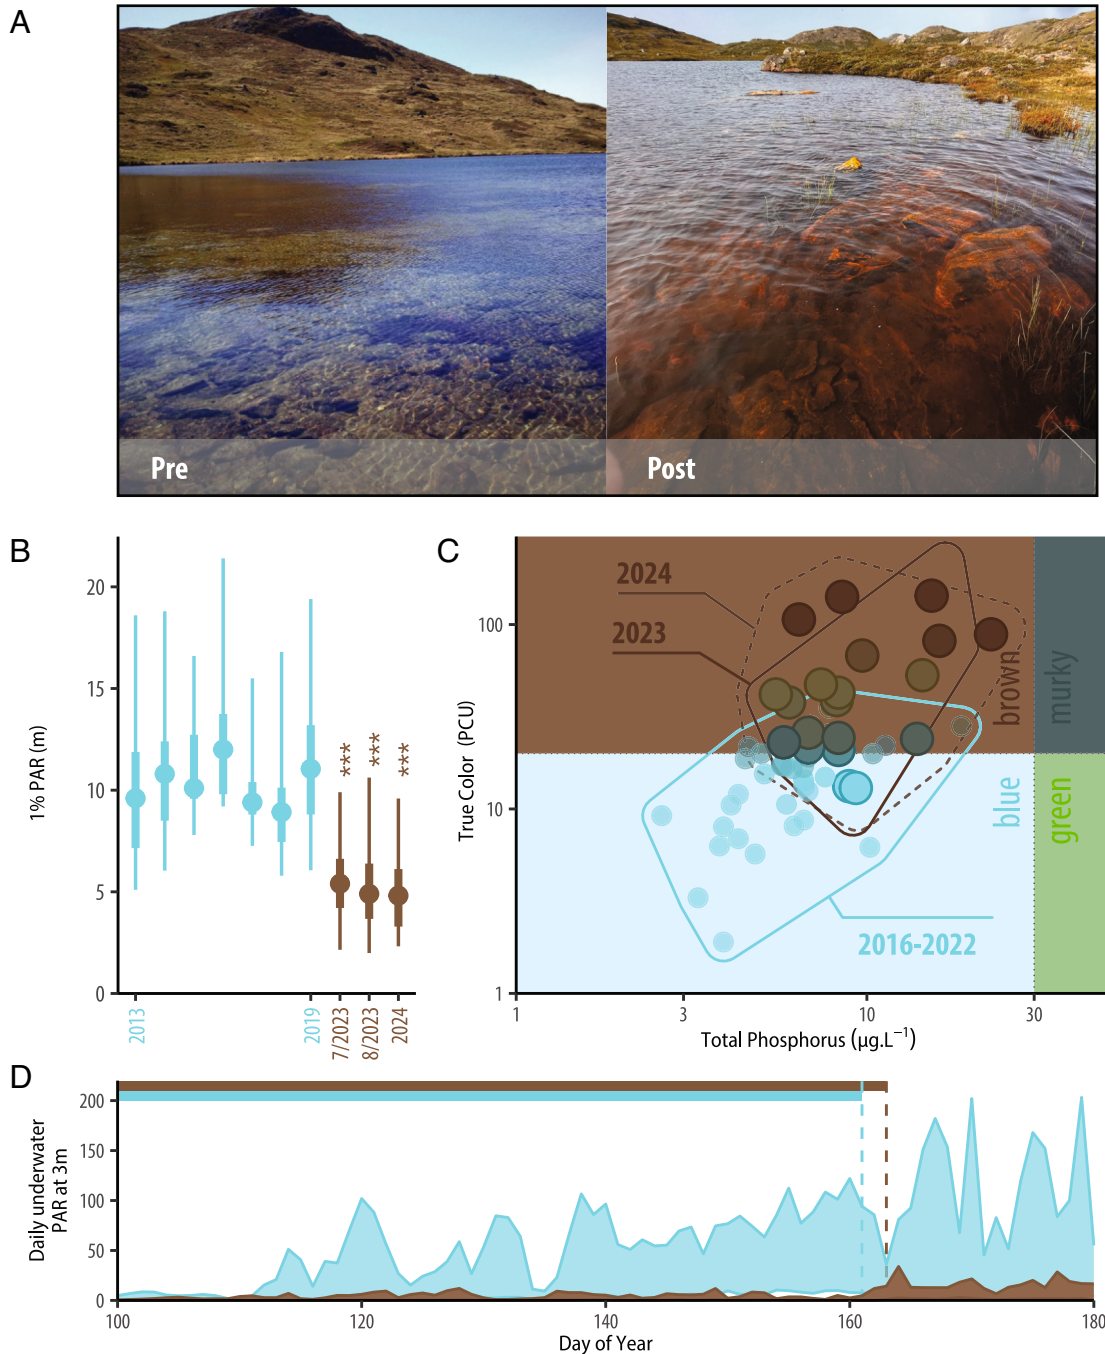 A
Pre
Post
B
1% PAR (m)
20
15
10
5
0
***
***
***
2013
2019
7/2023
8/2023
2024
C
True Color (PCU)
100
10
1
2024
2023
brown
murky
blue
green
2016-2022
1
3
10
30
Total Phosphorus (µg.L⁻¹)
D
Daily underwater
PAR at 3m
200
150
100
50
0
100
120
140
160
180
Day of Year